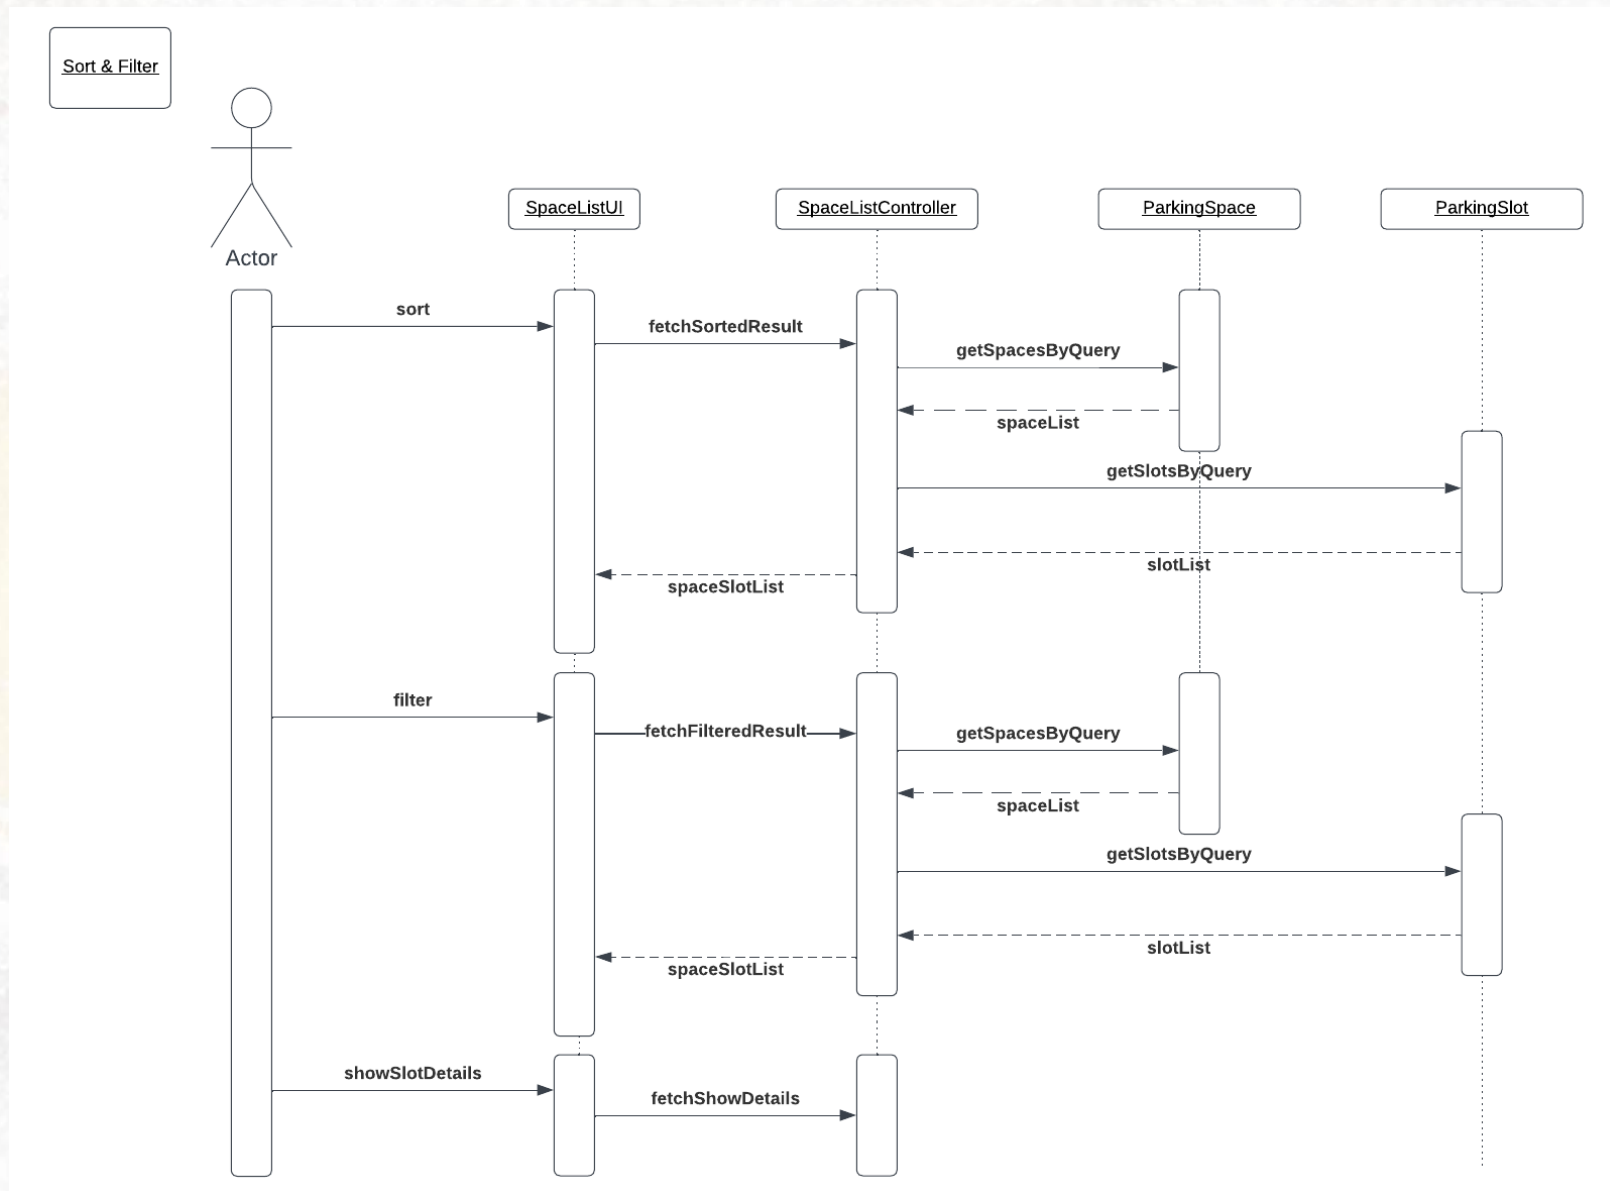 Sort & Filter
Actor
SpaceListUI
SpaceListController
ParkingSpace
ParkingSlot
sort
fetchSortedResult
getSpacesByQuery
spaceList
getSlotsByQuery
slotList
spaceSlotList
filter
fetchFilteredResult
getSpacesByQuery
spaceList
getSlotsByQuery
slotList
spaceSlotList
showSlotDetails
fetchShowDetails